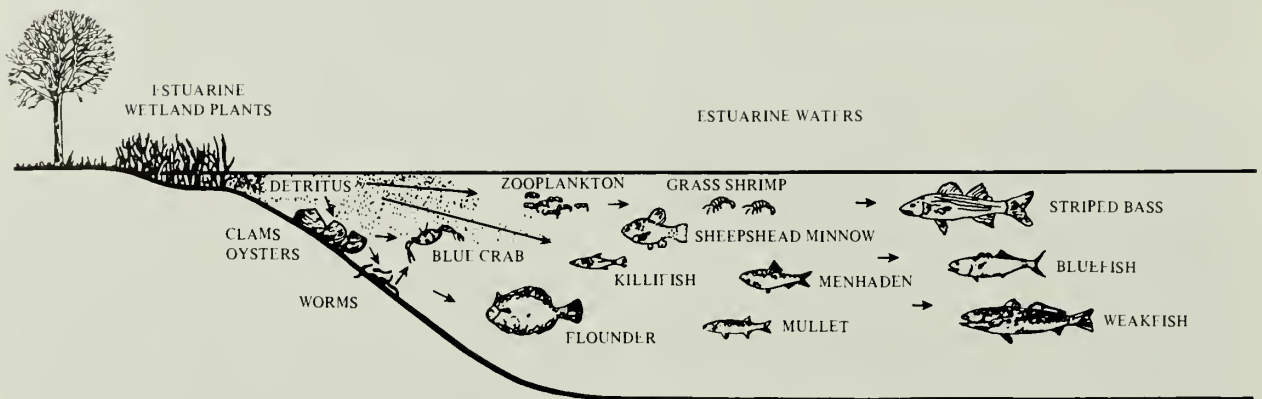 ESTUARINE
WETLAND PLANTS
ESTUARINE WATERS
DETRITUS
ZOOPLANKTON
GRASS SHRIMP
STRIPED BASS
CLAMS
OYSTERS
BLUE CRAB
SHEEPSHEAD MINNOW
KILLIFISH
MENHADEN
BLUEFISH
WORMS
FLOUNDER
MULLET
WEAKFISH